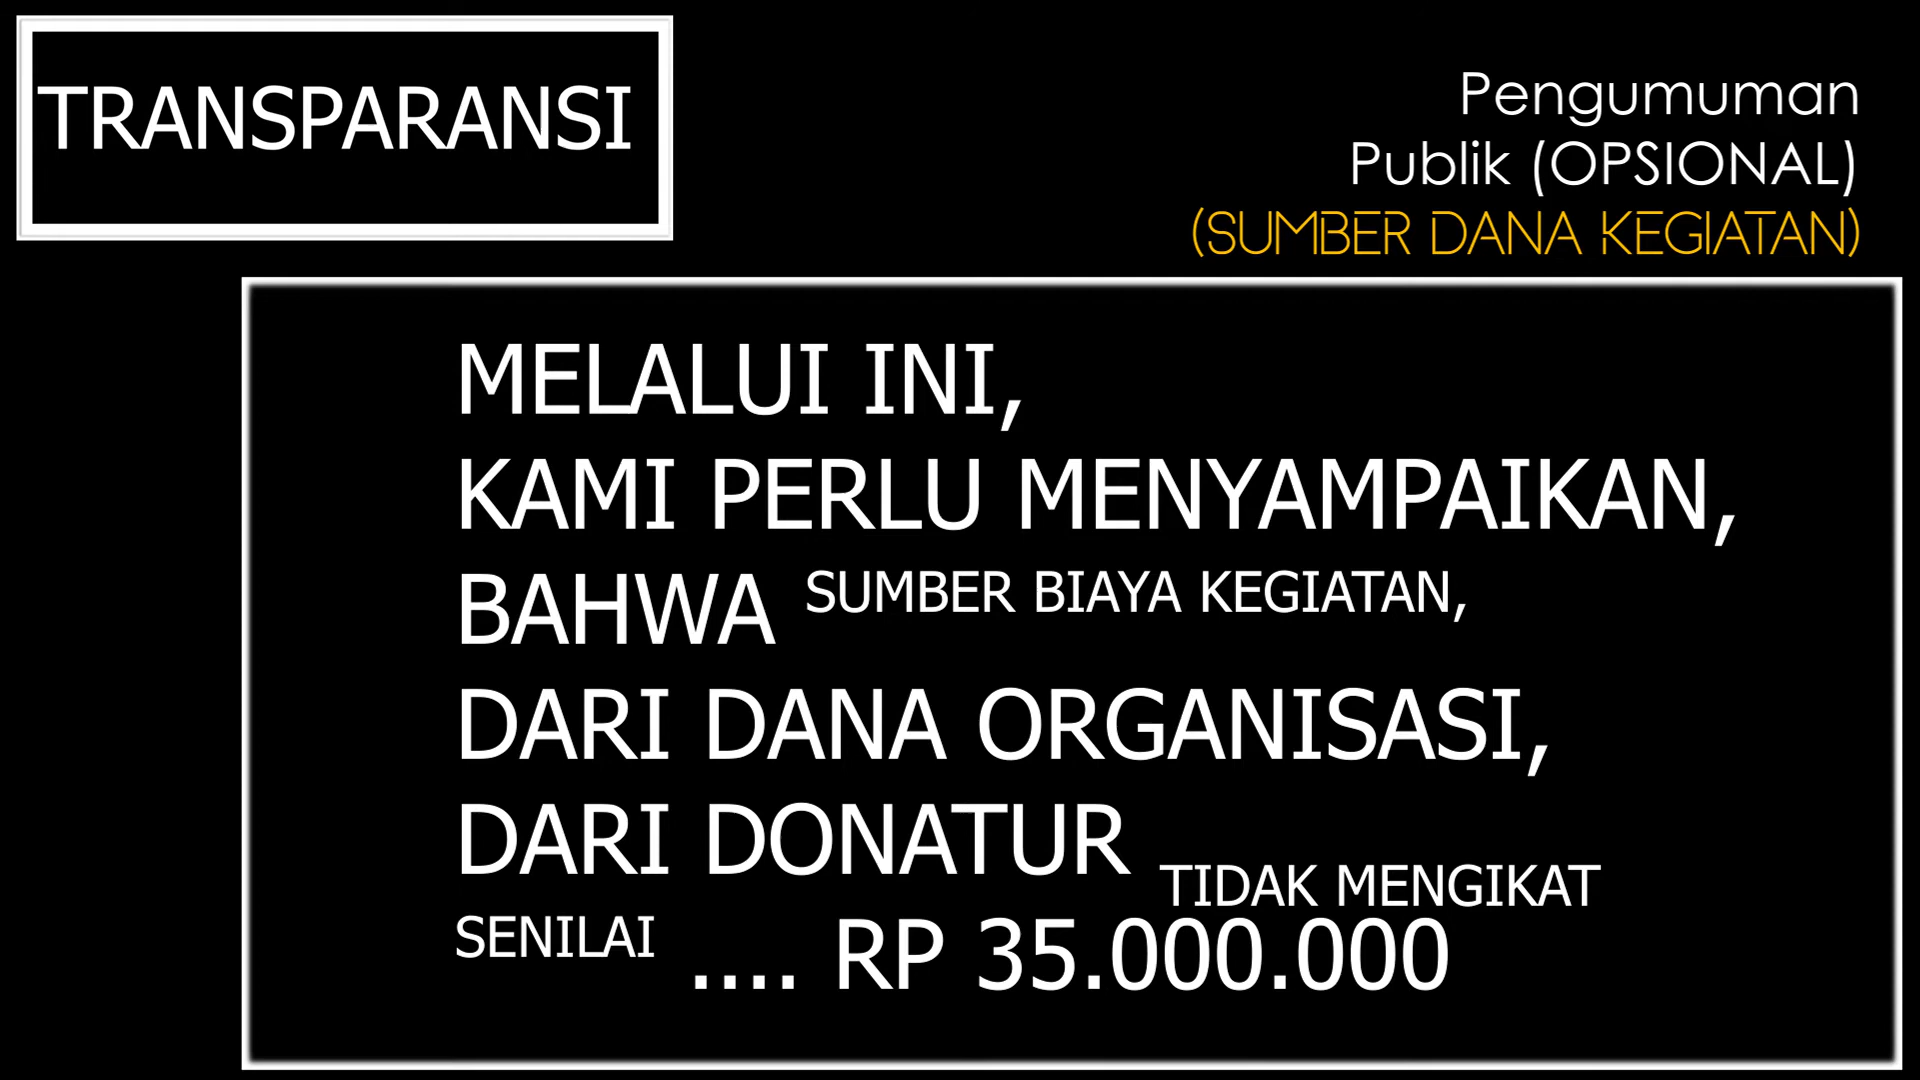 TRANSPARANSI
Pengumuman
Publik (OPSIONAL)
(SUMBER DANA KEGIATAN)
MELALUI INI,
KAMI PERLU MENYAMPAIKAN,
BAHWA SUMBER BIAYA KEGIATAN,
DARI DANA ORGANISASI,
DARI DONATUR TIDAK MENGIKAT
SENILAI .... RP 35.000.000